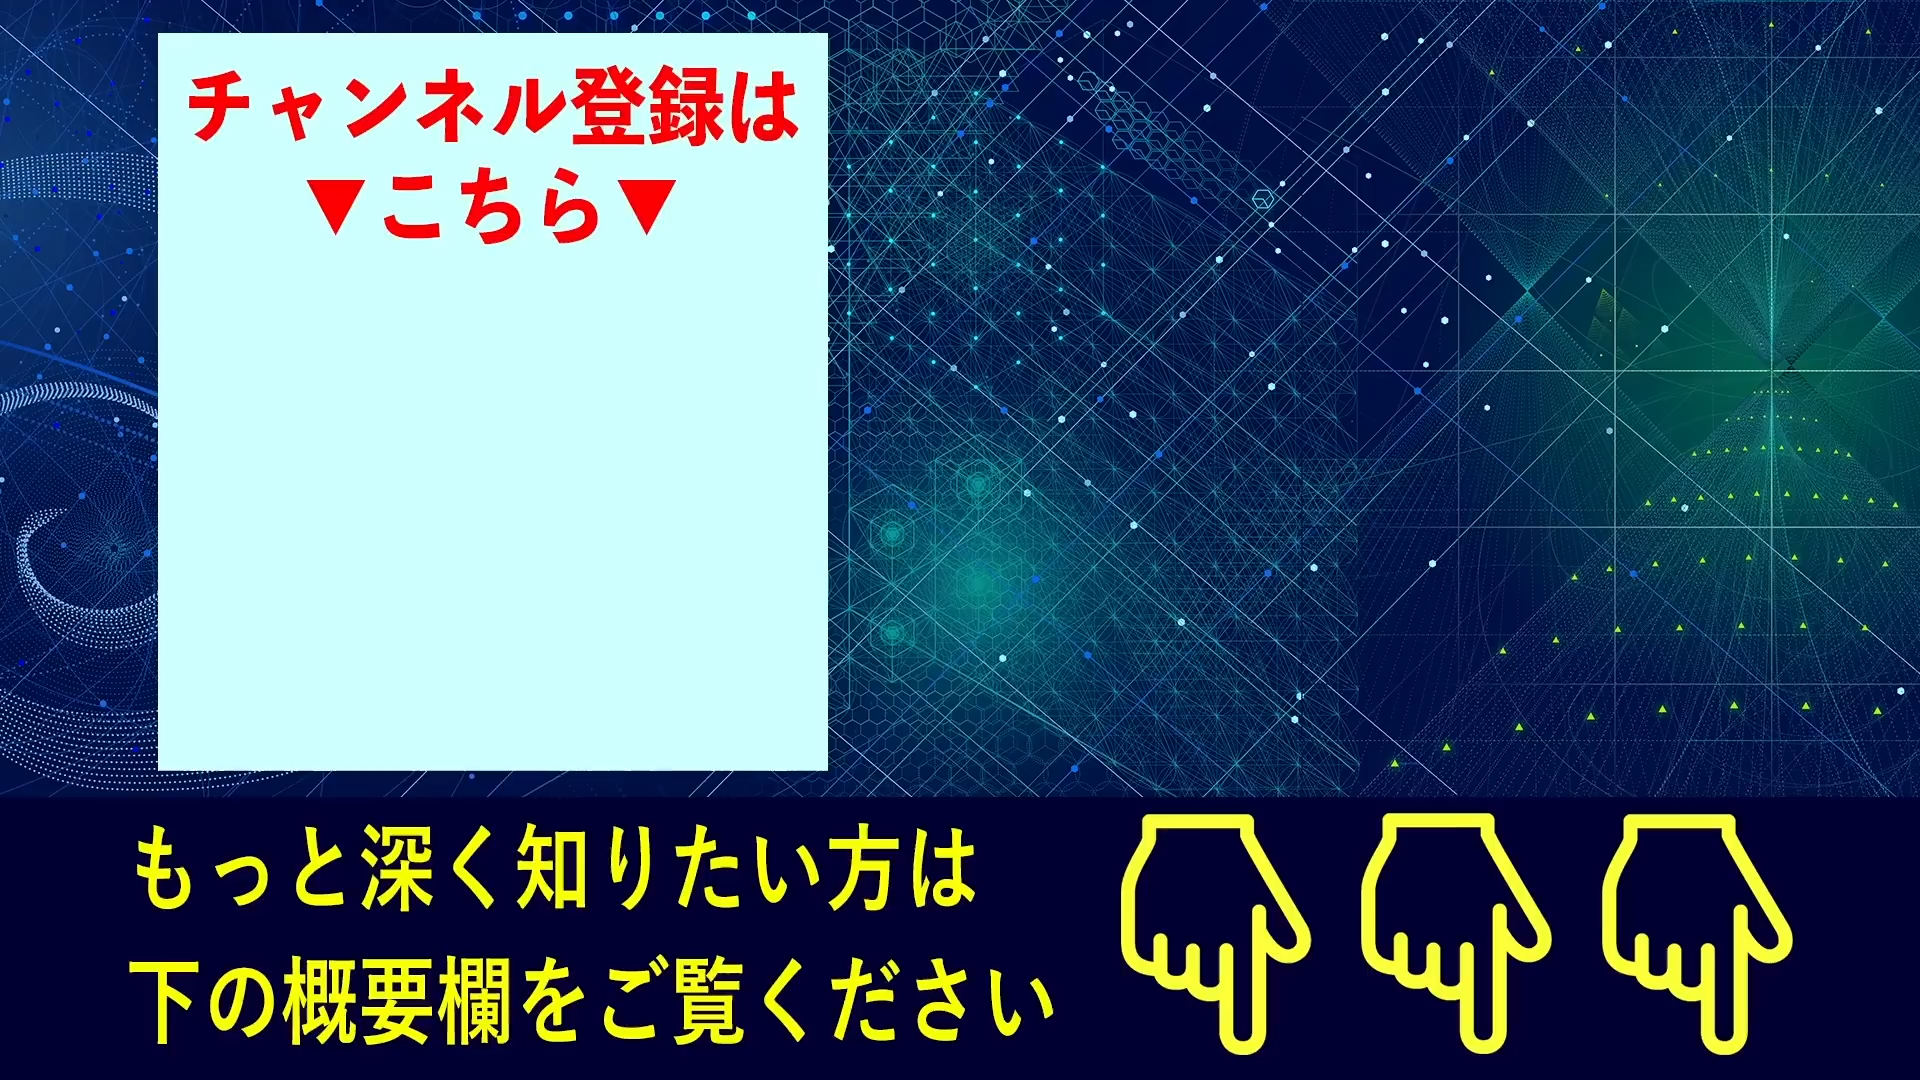 チャンネル登録は
▼こちら▼
もっと深く知りたい方は
下の概要欄をご覧ください